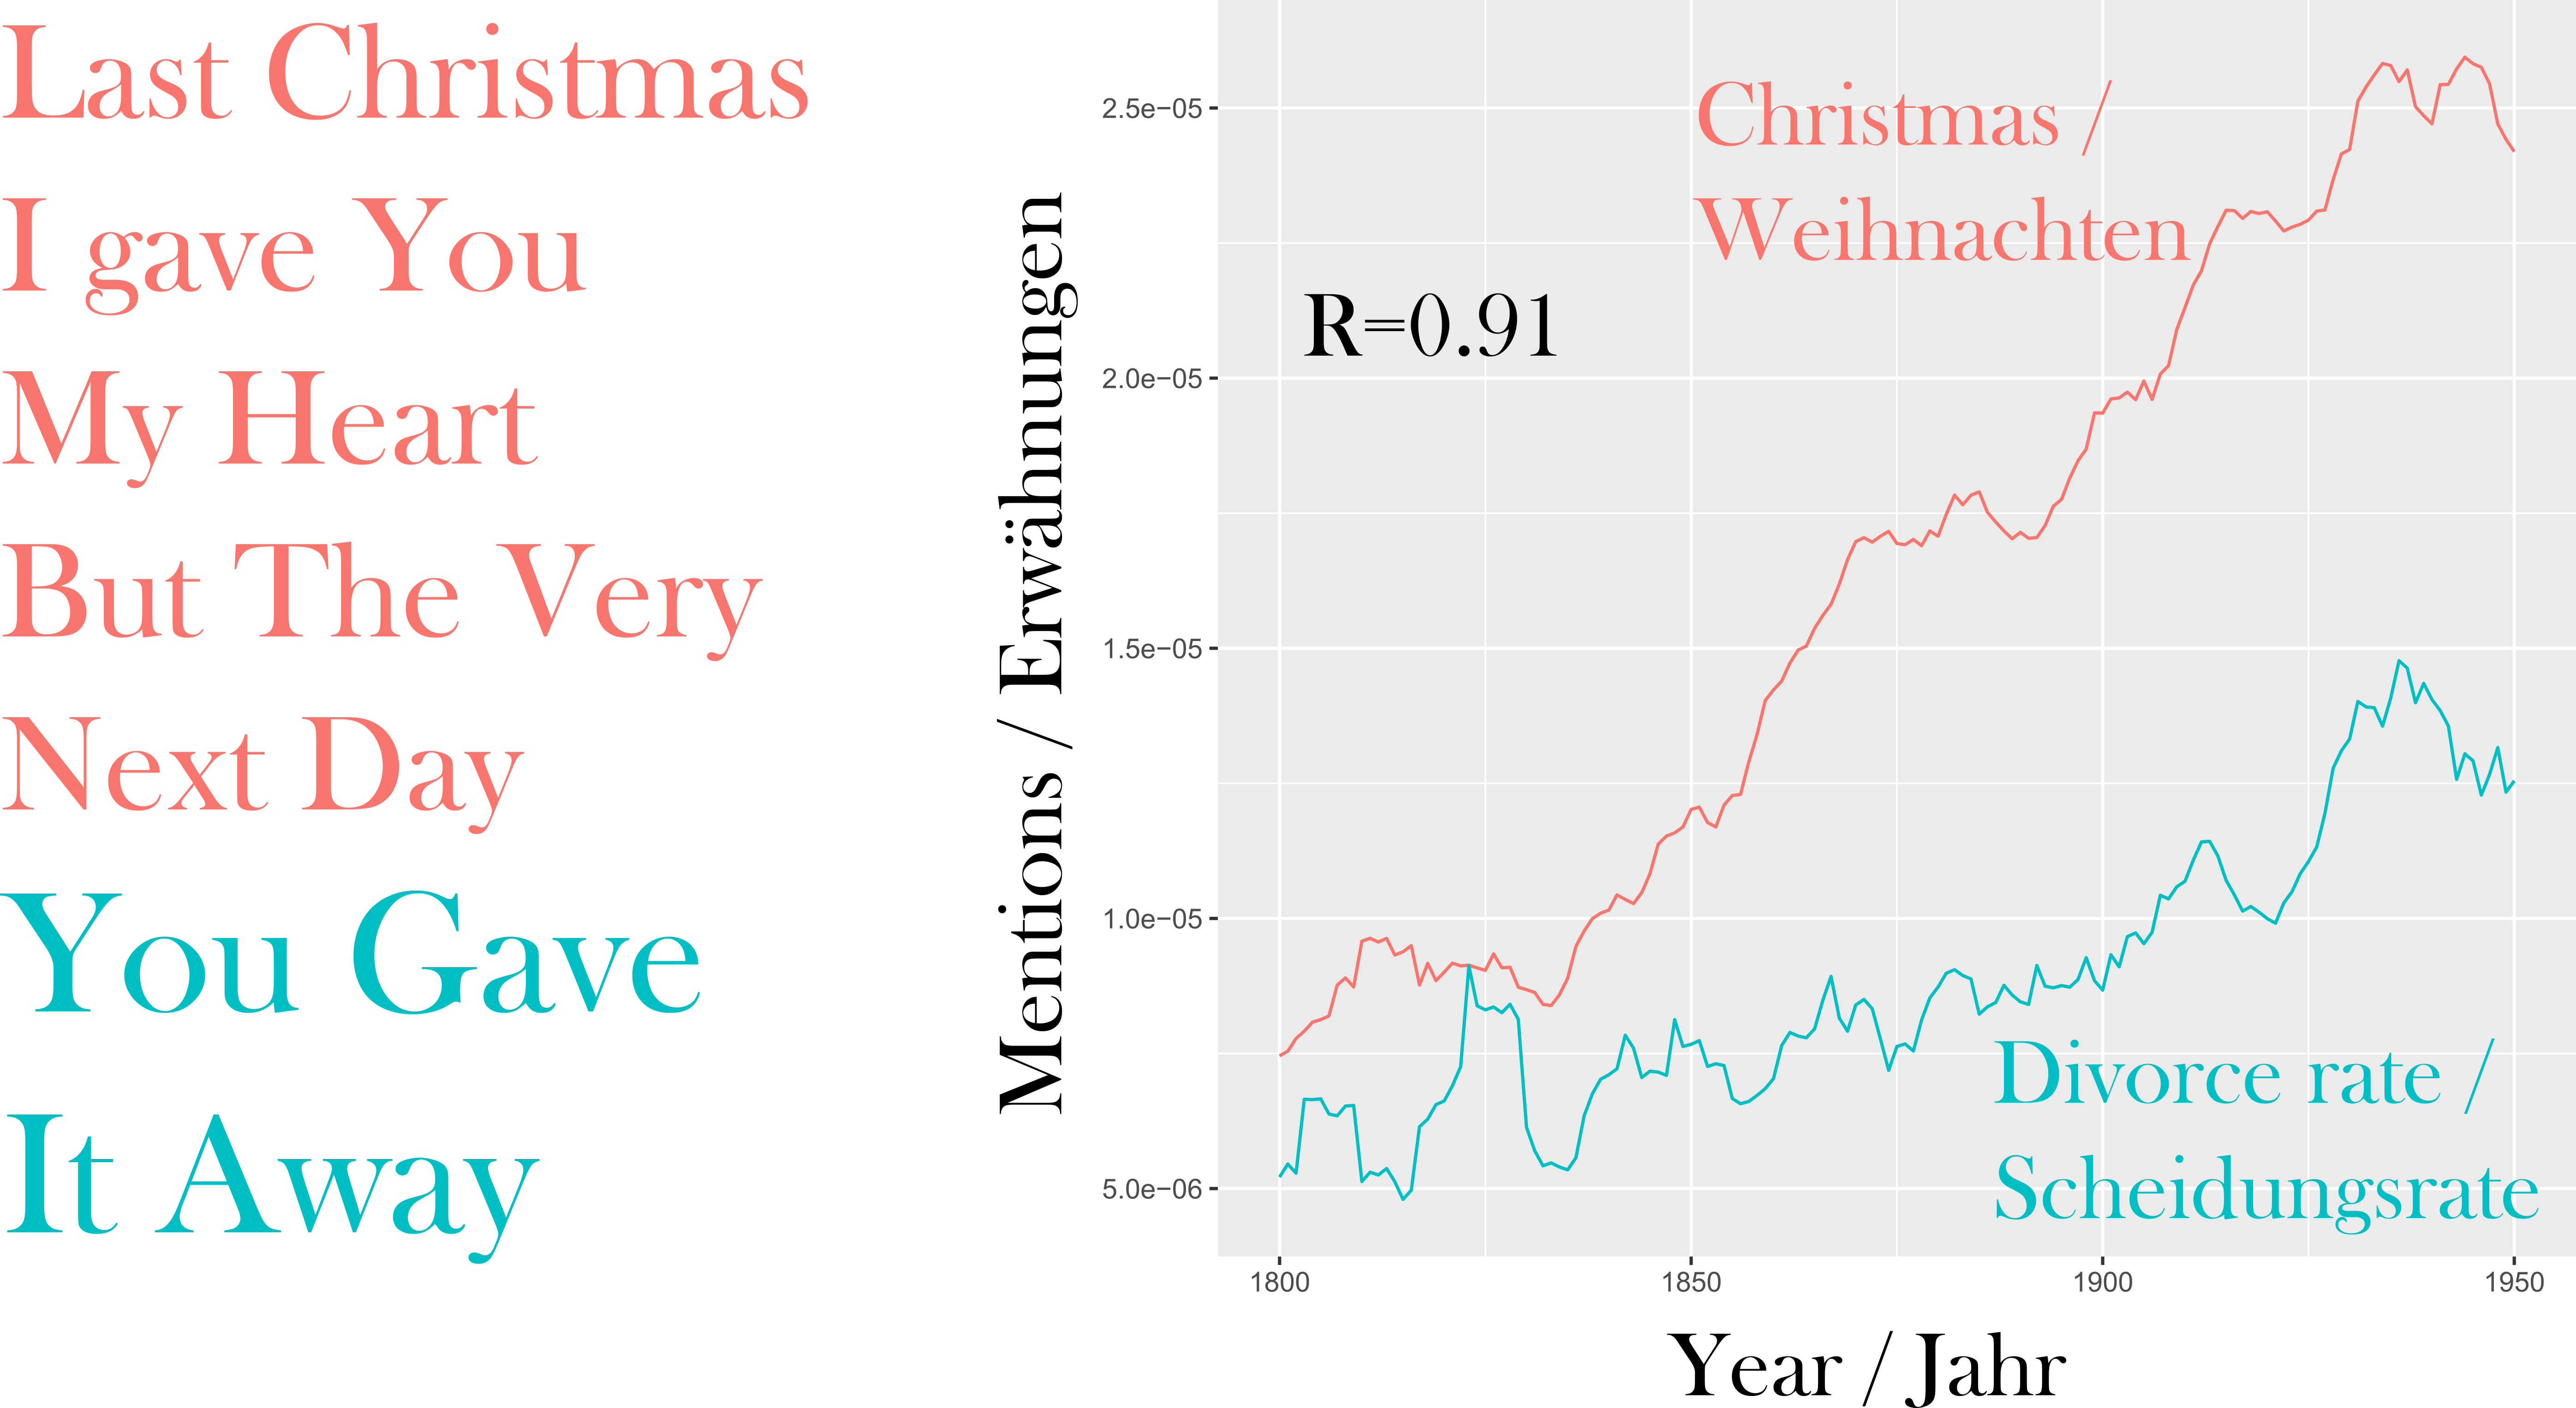 Last Christmas
I gave You
My Heart
But The Very
Next Day
You Gave
It Away
Mentions / Erwähnungen
2.5e−05
2.0e−05
1.5e−05
1.0e−05
5.0e−06
Christmas /
Weihnachten
R=0.91
Divorce rate /
Scheidungsrate
1800
1850
1900
1950
Year / Jahr